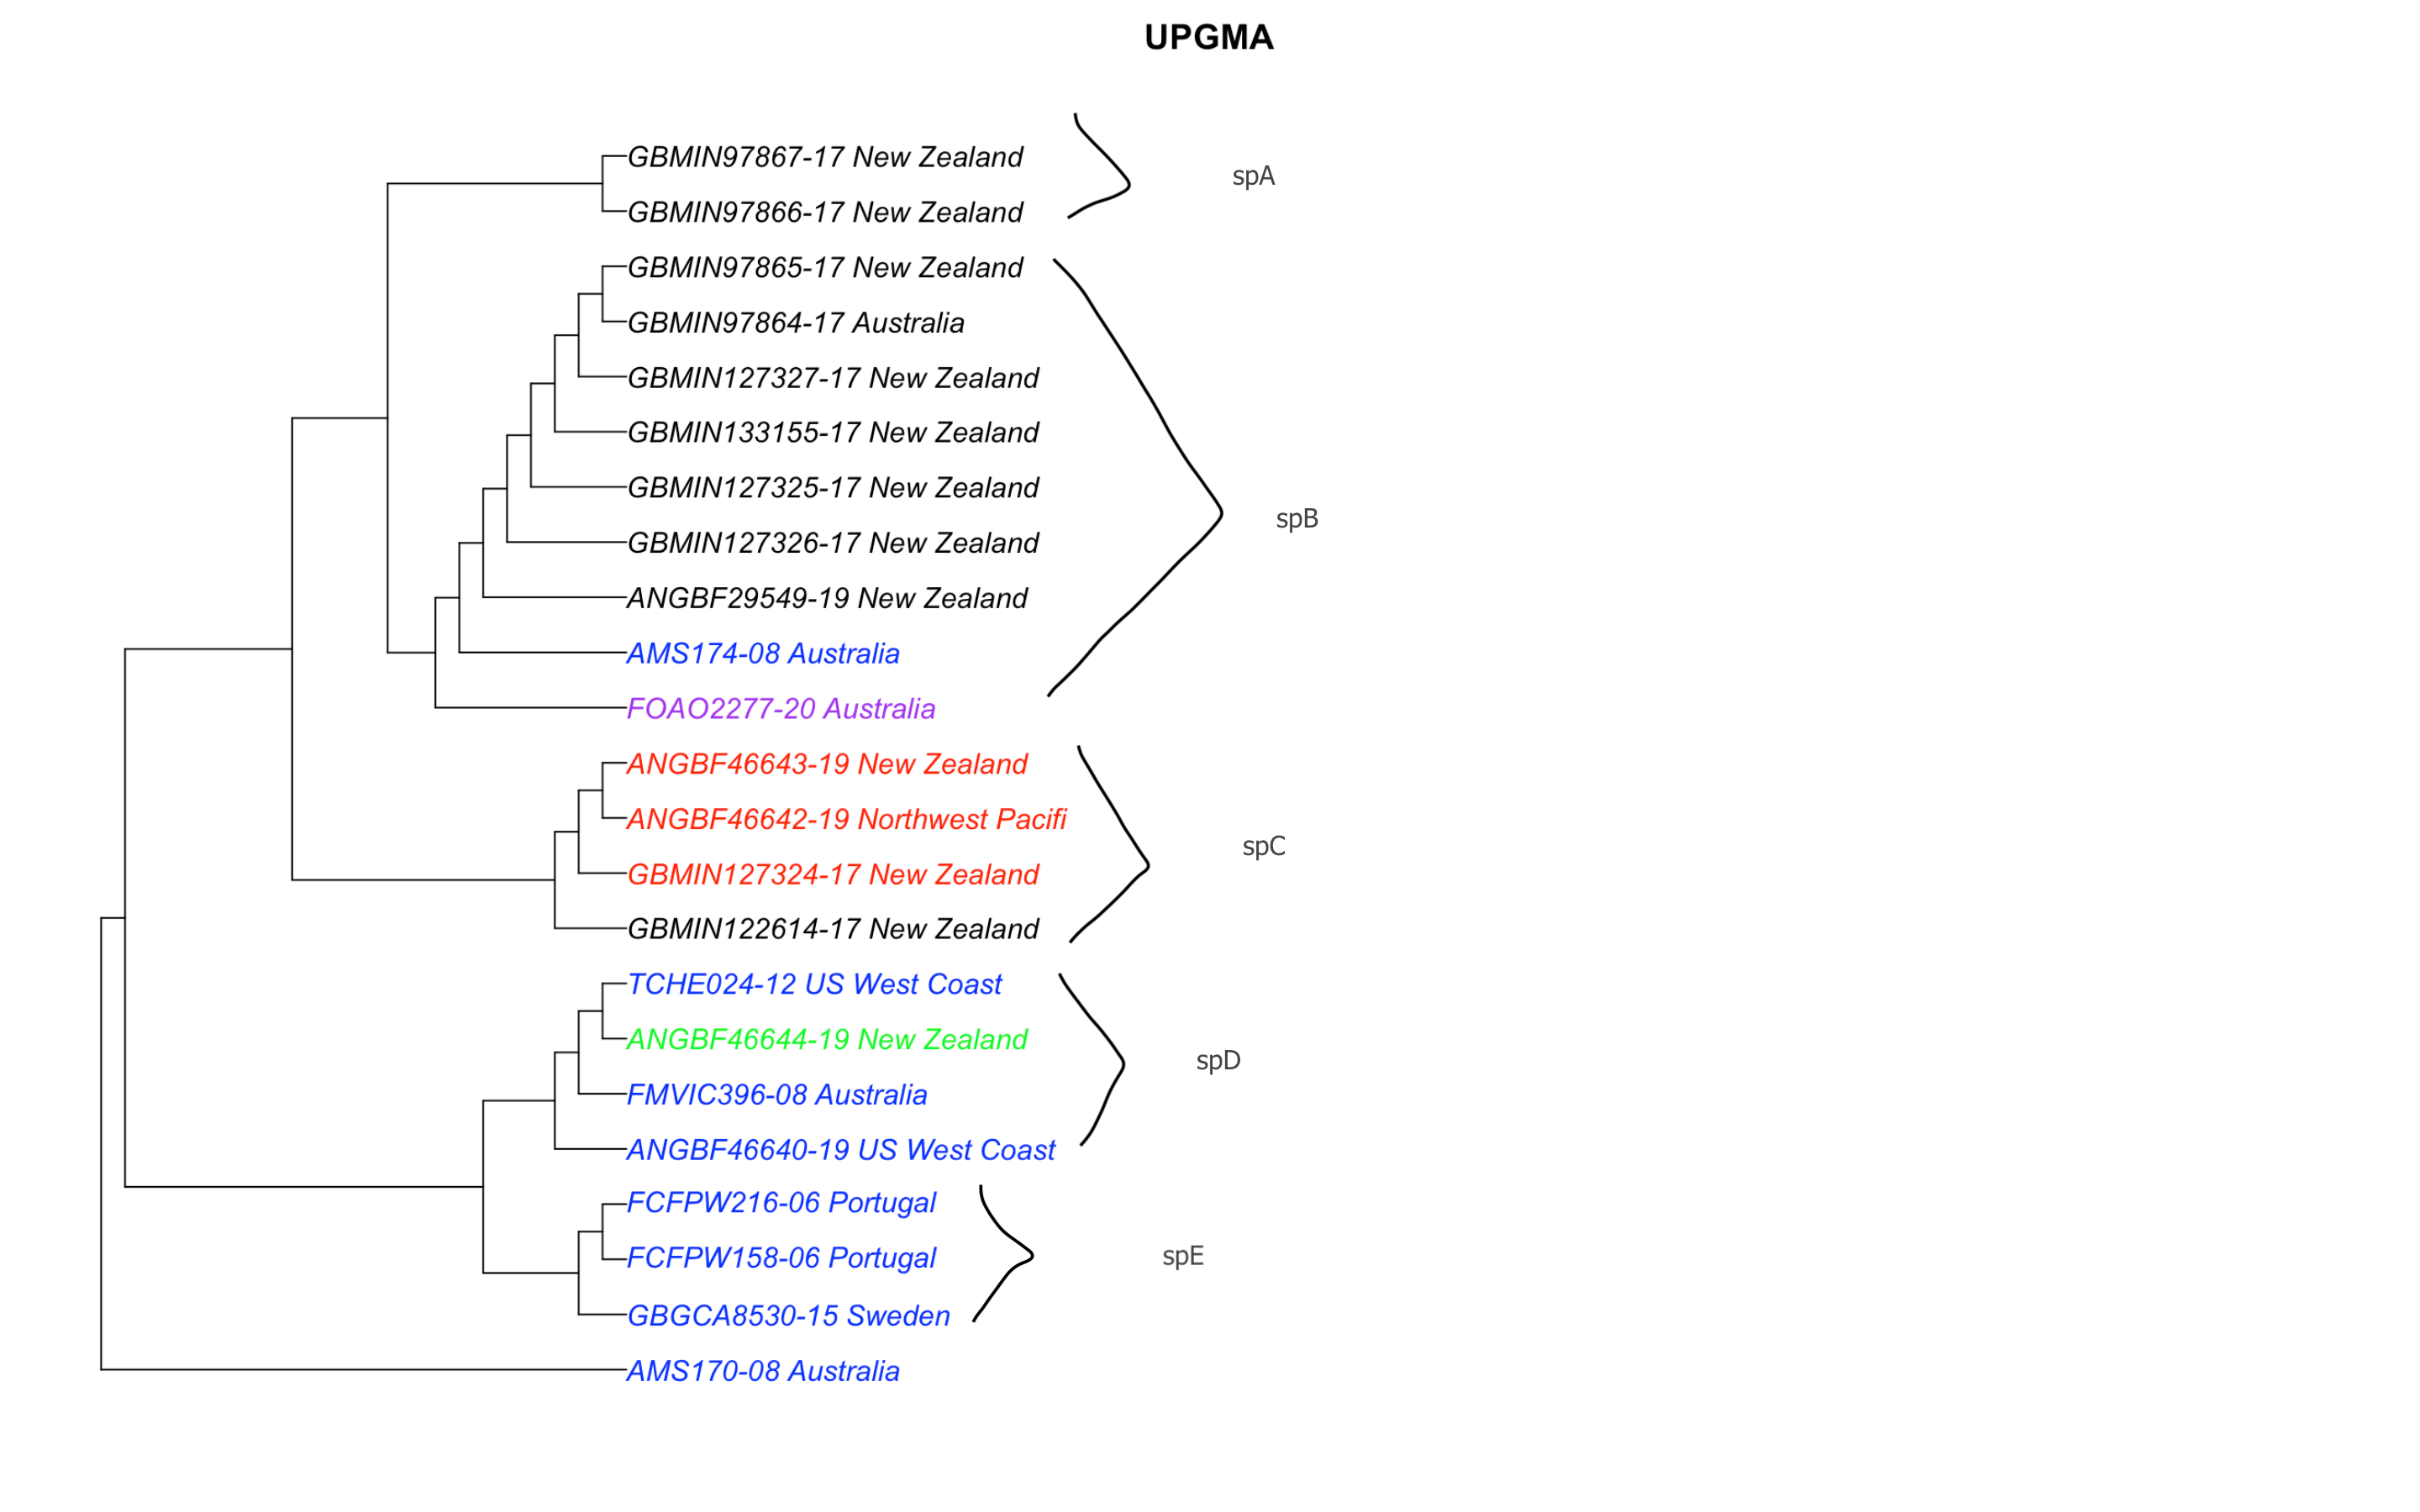 UPGMA
GBMIN97867-17 New Zealand
spA
GBMIN97866-17 New Zealand
GBMIN97865-17 New Zealand
GBMIN97864-17 Australia
GBMIN127327-17 New Zealand
GBMIN133155-17 New Zealand
GBMIN127325-17 New Zealand
spB
GBMIN127326-17 New Zealand
ANGBF29549-19 New Zealand
AMS174-08 Australia
FOAO2277-20 Australia
ANGBF46643-19 New Zealand
ANGBF46642-19 Northwest Pacifi
spC
GBMIN127324-17 New Zealand
GBMIN122614-17 New Zealand
TCHE024-12 US West Coast
ANGBF46644-19 New Zealand
spD
FMVIC396-08 Australia
ANGBF46640-19 US West Coast
FCFPW216-06 Portugal
FCFPW158-06 Portugal
spE
GBGCA8530-15 Sweden
AMS170-08 Australia